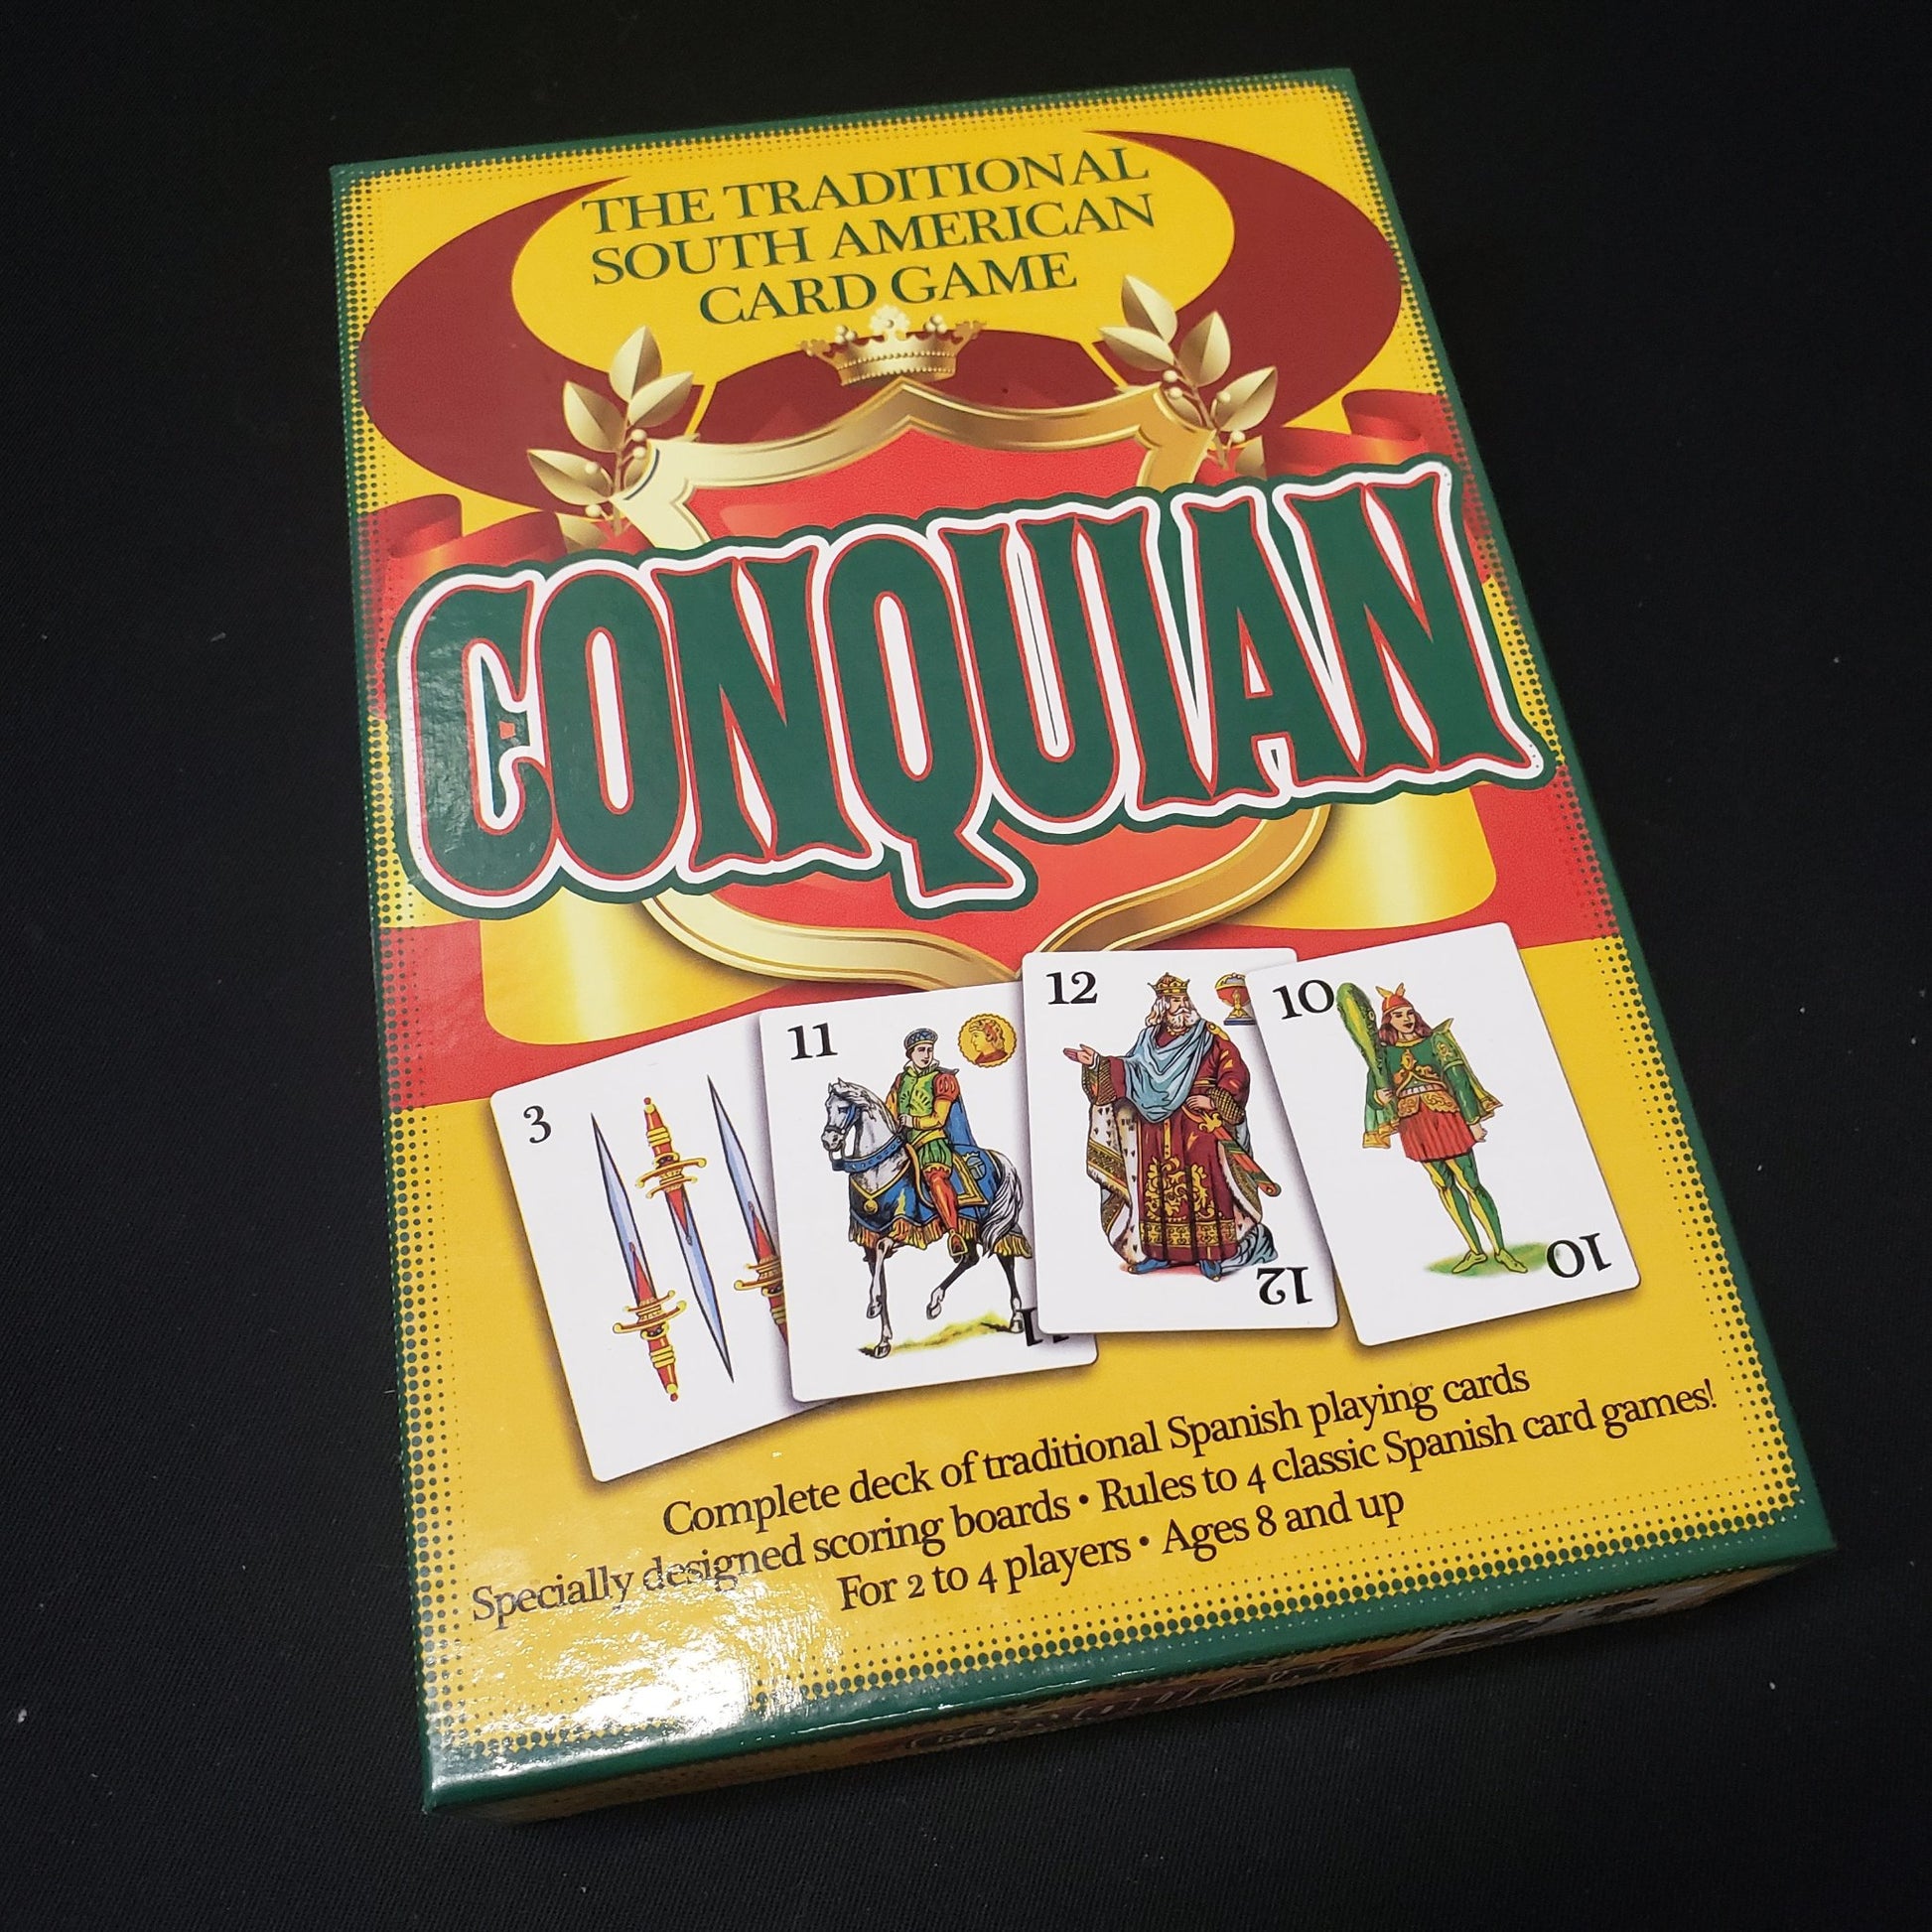 THE TRADITIONAL
SOUTH AMERICAN
CARD GAME
CONQUIAN
3
11
11
12
12
10
10
Complete deck of traditional Spanish playing cards
Specially designed scoring boards • Rules to 4 classic Spanish card games!
For 2 to 4 players • Ages 8 and up
CONQUIAN